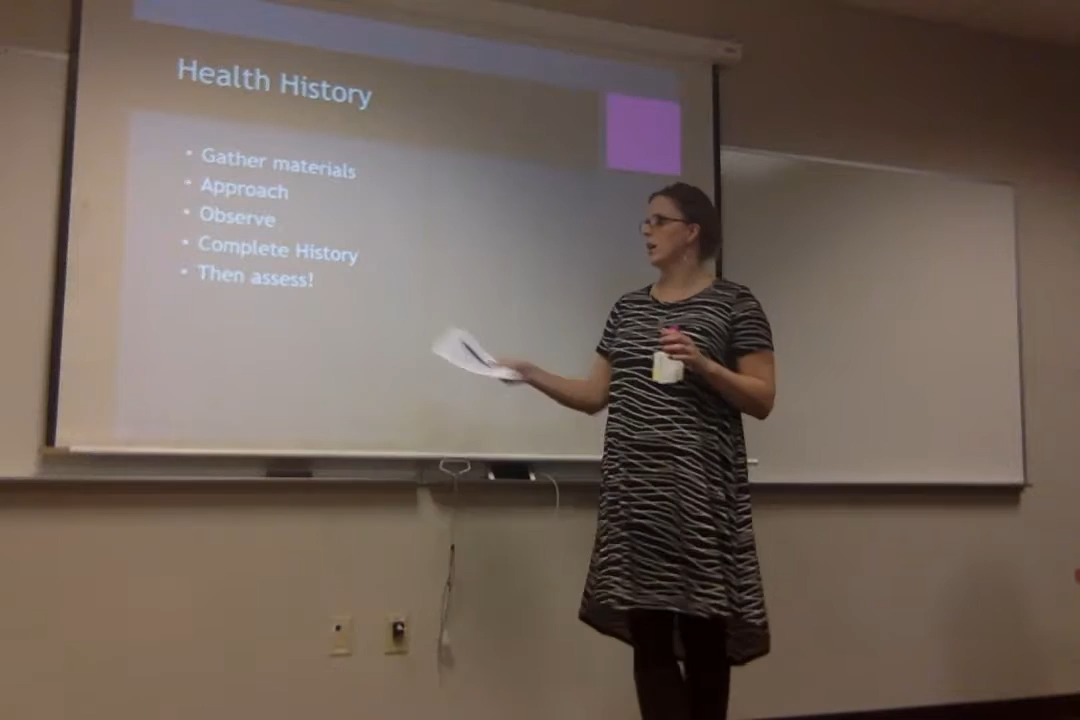 Health History
• Gather materials
• Approach
• Observe
• Complete History
• Then assess!